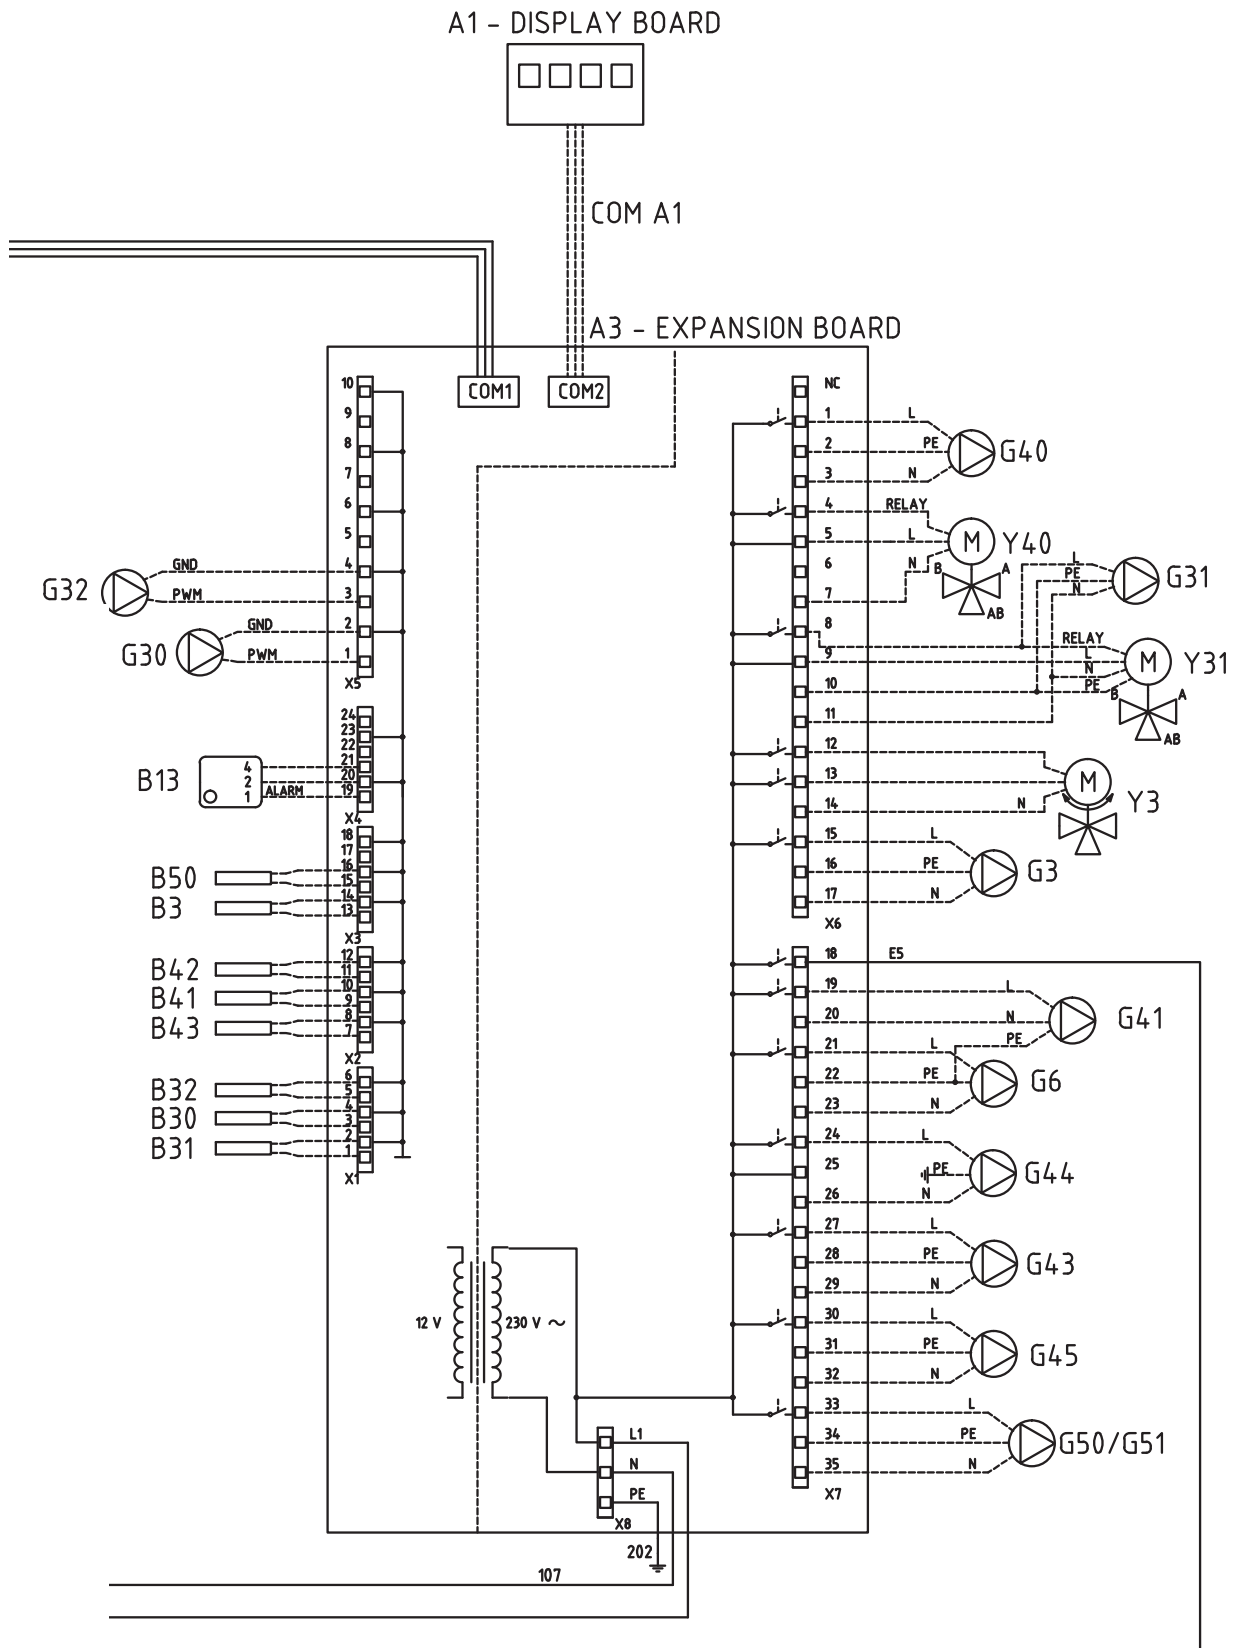 A1 - DISPLAY BOARD
COM A1
A3 - EXPANSION BOARD
COM1
COM2
10
9
8
7
6
5
4
3
2
1
X5
G32
GND
PWM
G30
GND
PWM
24
23
22
21
20
19
X4
B13
4
2
1
ALARM
18
17
16
15
14
13
X3
B50
B3
12
11
10
9
8
7
X2
B42
B41
B43
6
5
4
3
2
1
X1
B32
B30
B31
NC
1 L
2 PE
3 N
G40
4 RELAY
5 L
6
7 N
M
Y40
B A
AB
L
PE
N
G31
8
9
10
11
RELAY
L
N
PE
M
Y31
B A
AB
12
13
14 N
M
Y3
15 L
16 PE
17 N
G3
X6
18 E5
19 L
20 N
PE
G41
21 L
22 PE
23 N
G6
24 L
25 PE
26 N
G44
27 L
28 PE
29 N
G43
30 L
31 PE
32 N
G45
33 L
34 PE
35 N
G50/G51
X7
12 V
230 V ~
L1
N
PE
X8
202
107